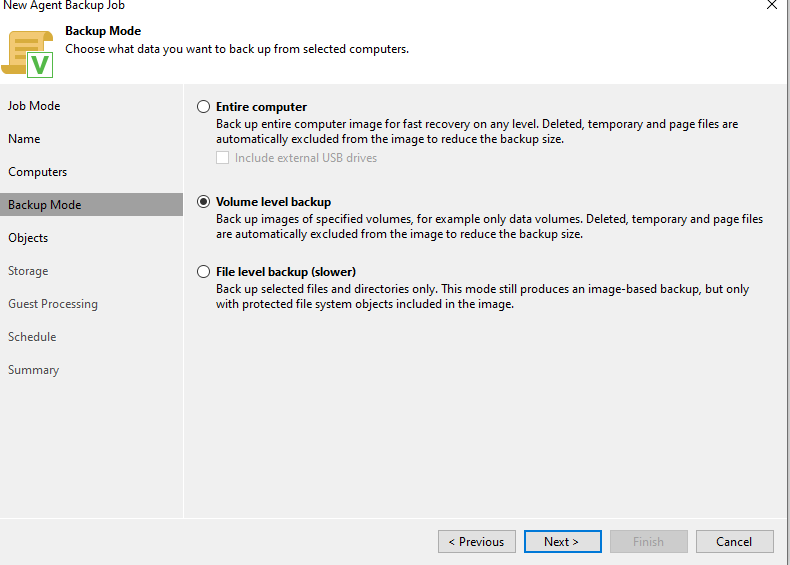 New Agent Backup Job
Backup Mode
Choose what data you want to back up from selected computers.
V
Job Mode
Name
Computers
Backup Mode
Objects
Storage
Guest Processing
Schedule
Summary
Entire computer
Back up entire computer image for fast recovery on any level. Deleted, temporary and page files are
automatically excluded from the image to reduce the backup size.
Include external USB drives
Volume level backup
Back up images of specified volumes, for example only data volumes. Deleted, temporary and page files
are automatically excluded from the image to reduce the backup size.
File level backup (slower)
Back up selected files and directories only. This mode still produces an image-based backup, but only
with protected file system objects included in the image.
< Previous
Next >
Finish
Cancel